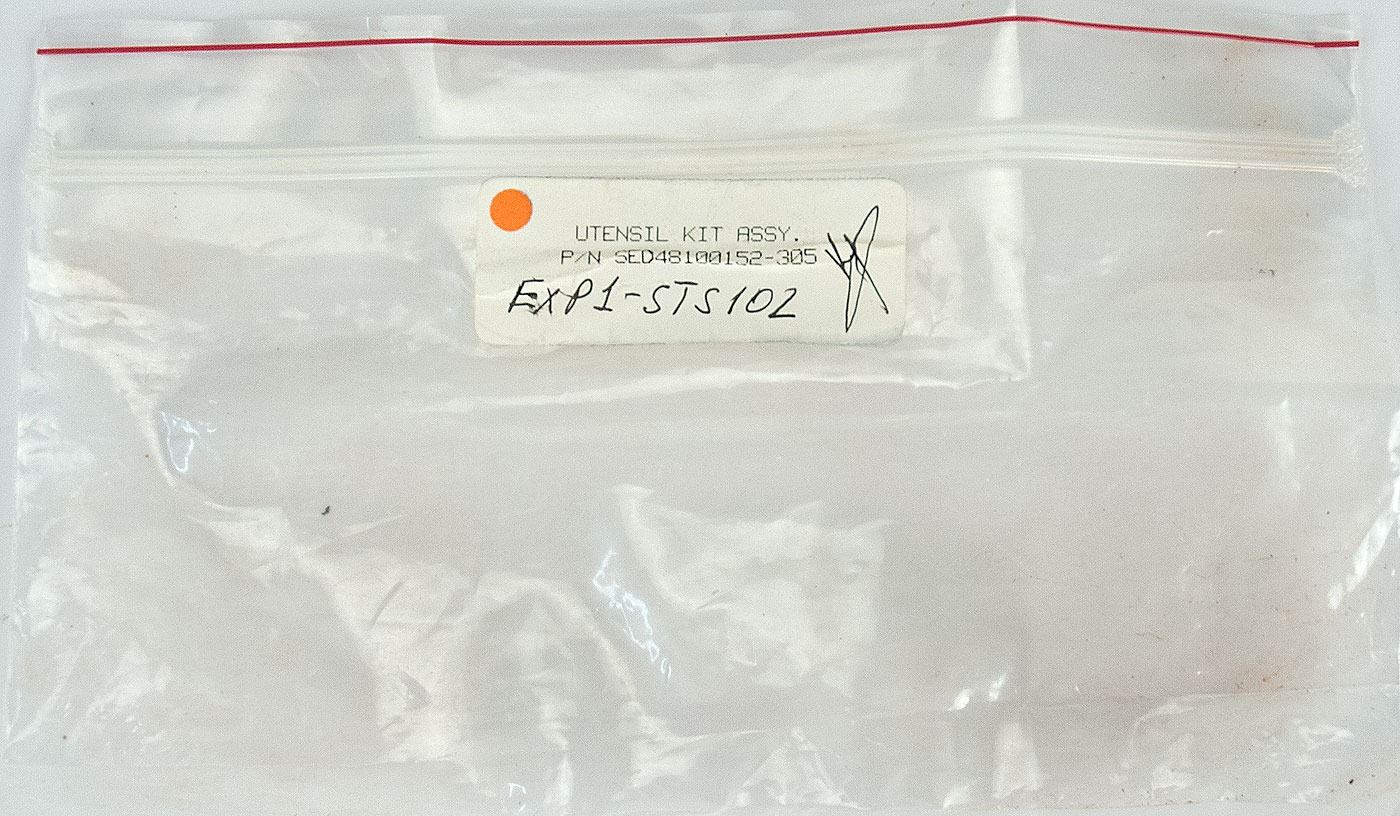 UTENSIL KIT ASSY.
P/N SED48100152-305
EXP1-STS102